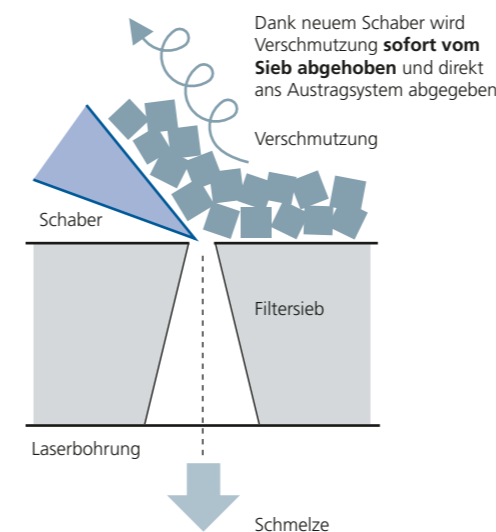 Dank neuem Schaber wird
Verschmutzung sofort vom
Sieb abgehoben und direkt
ans Austragsystem abgegeben
Verschmutzung
Schaber
Filtersieb
Laserbohrung
Schmelze